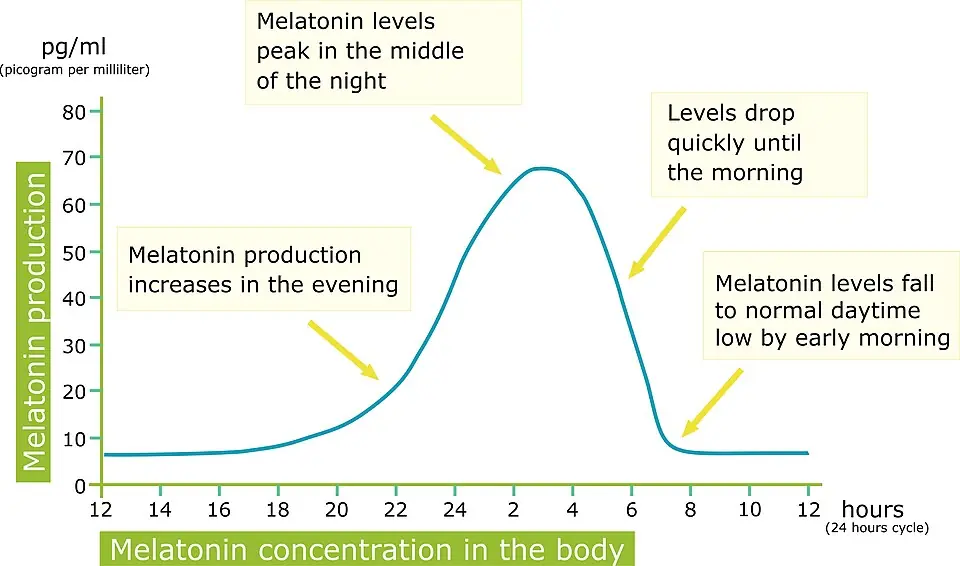 Melatonin levels
peak in the middle
of the night
pg/ml
(picogram per milliliter)
Levels drop
quickly until
the morning
Melatonin production
increases in the evening
Melatonin levels fall
to normal daytime
low by early morning
Melatonin production
80
70
60
50
40
30
20
10
0
12 14 16 18 20 22 24 2 4 6 8 10 12
hours
(24 hours cycle)
Melatonin concentration in the body